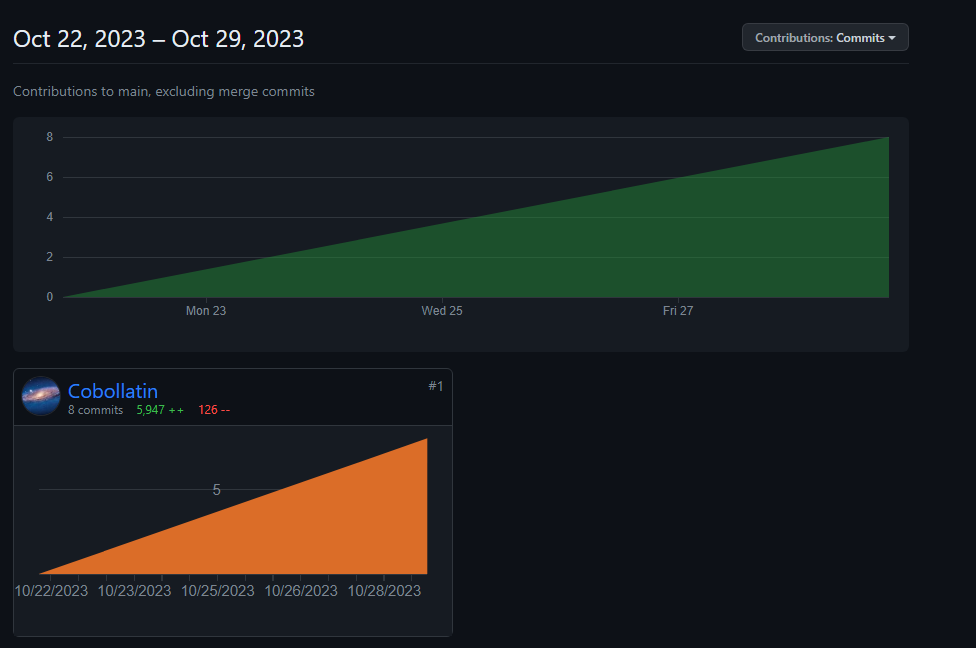 Oct 22, 2023 – Oct 29, 2023
Contributions: Commits
Contributions to main, excluding merge commits
8
6
4
2
0
Mon 23 Wed 25 Fri 27
Cobollatin
#1
8 commits 5,947 ++ 126 --
5
10/22/2023 10/23/2023 10/25/2023 10/26/2023 10/28/2023